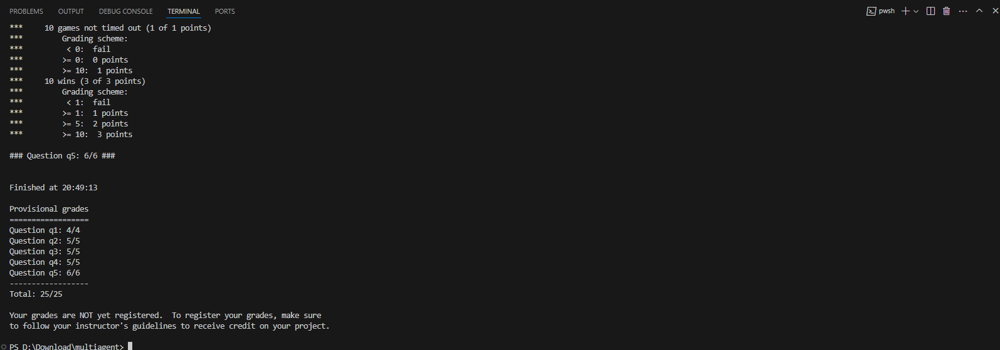 PROBLEMS OUTPUT DEBUG CONSOLE TERMINAL PORTS pwsh
*** 10 games not timed out (1 of 1 points)
*** Grading scheme:
*** < 0: fail
*** >= 0: 0 points
*** >= 10: 1 points
*** 10 wins (3 of 3 points)
*** Grading scheme:
*** < 1: fail
*** >= 1: 1 points
*** >= 5: 2 points
*** >= 10: 3 points
### Question q5: 6/6 ###
Finished at 20:49:13
Provisional grades
==================
Question q1: 4/4
Question q2: 5/5
Question q3: 5/5
Question q4: 5/5
Question q5: 6/6
------------------
Total: 25/25
Your grades are NOT yet registered. To register your grades, make sure
to follow your instructor's guidelines to receive credit on your project.
PS D:\Download\multiagent>